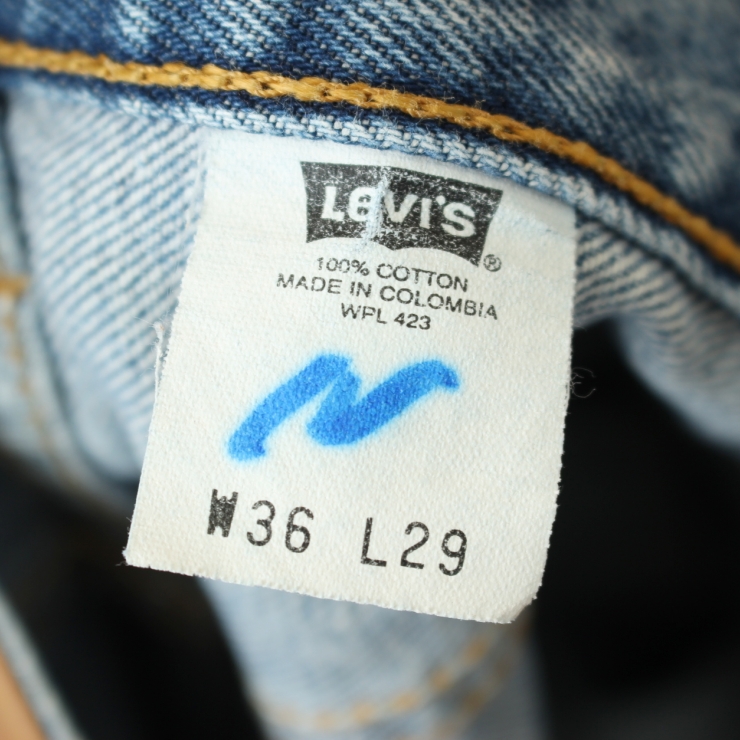 LEVI'S ®
100% COTTON
MADE IN COLOMBIA
WPL 423
N
W36 L29